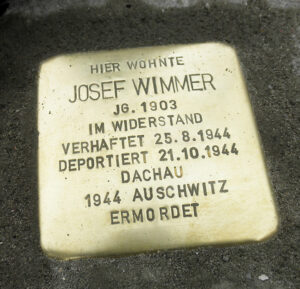 HIER WOHNTE
JOSEF WIMMER
JG. 1903
IM WIDERSTAND
VERHAFTET 25.8.1944
DEPORTIERT 21.10.1944
DACHAU
1944 AUSCHWITZ
ERMORDET